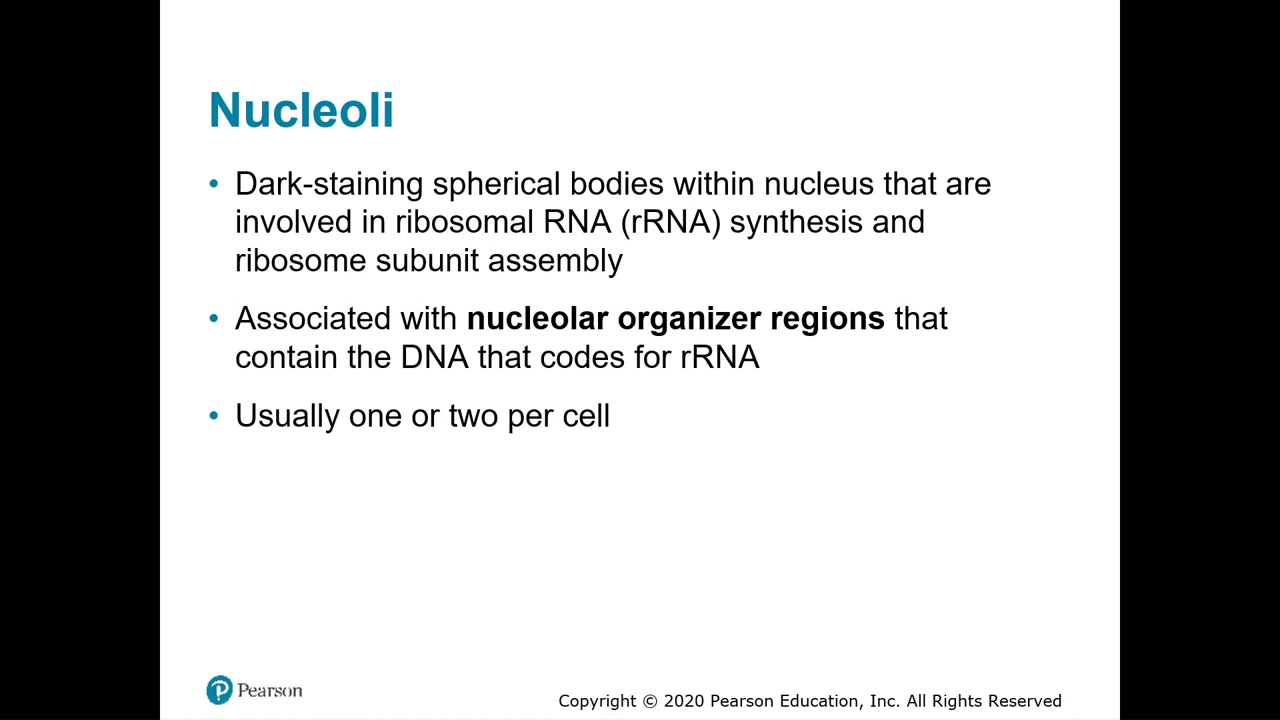 Nucleoli
• Dark-staining spherical bodies within nucleus that are
involved in ribosomal RNA (rRNA) synthesis and
ribosome subunit assembly
• Associated with nucleolar organizer regions that
contain the DNA that codes for rRNA
• Usually one or two per cell
Pearson
Copyright © 2020 Pearson Education, Inc. All Rights Reserved